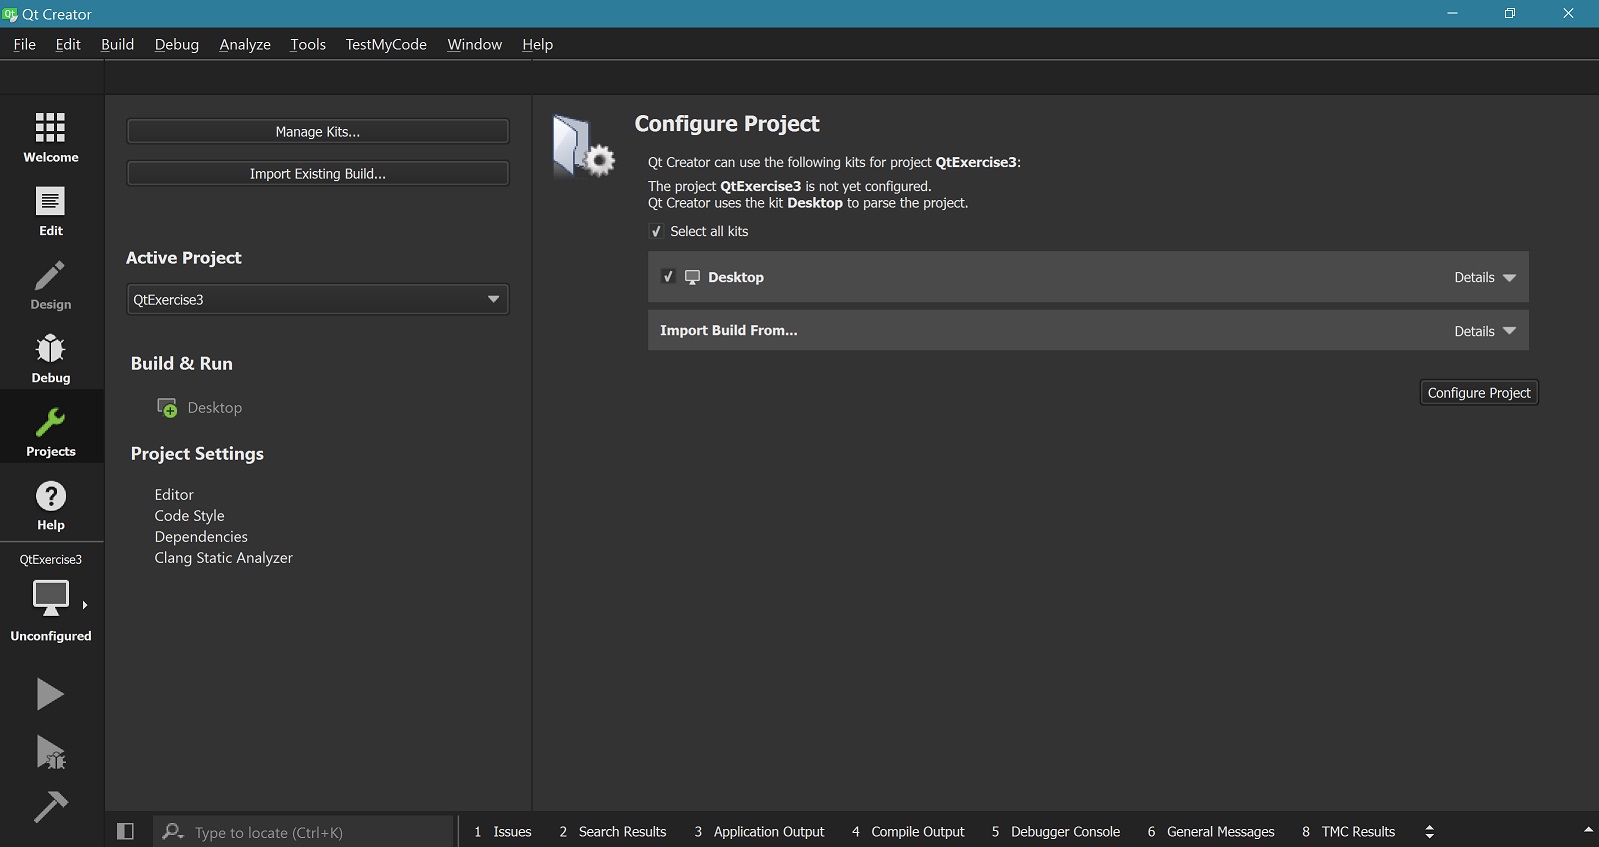 Qt Creator
File Edit Build Debug Analyze Tools TestMyCode Window Help
Welcome
Edit
Design
Debug
Projects
Help
QtExercise3
Unconfigured
Manage Kits...
Import Existing Build...
Active Project
QtExercise3
Build & Run
Desktop
Project Settings
Editor
Code Style
Dependencies
Clang Static Analyzer
Configure Project
Qt Creator can use the following kits for project QtExercise3:
The project QtExercise3 is not yet configured.
Qt Creator uses the kit Desktop to parse the project.
Select all kits
Desktop Details
Import Build From... Details
Configure Project
Type to locate (Ctrl+K) 1 Issues 2 Search Results 3 Application Output 4 Compile Output 5 Debugger Console 6 General Messages 8 TMC Results